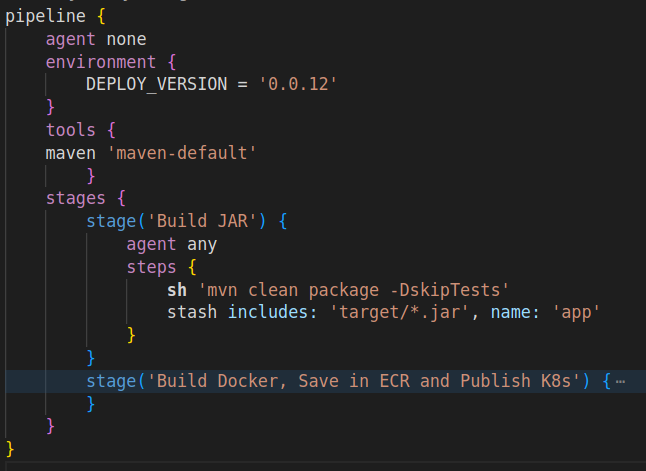 pipeline {
    agent none
    environment {
        DEPLOY_VERSION = '0.0.12'
    }
    tools {
    maven 'maven-default'
        }
    stages {
        stage('Build JAR') {
            agent any
            steps {
                sh 'mvn clean package -DskipTests'
                stash includes: 'target/*.jar', name: 'app'
            }
        }
        stage('Build Docker, Save in ECR and Publish K8s') {⋯
        }
    }
}